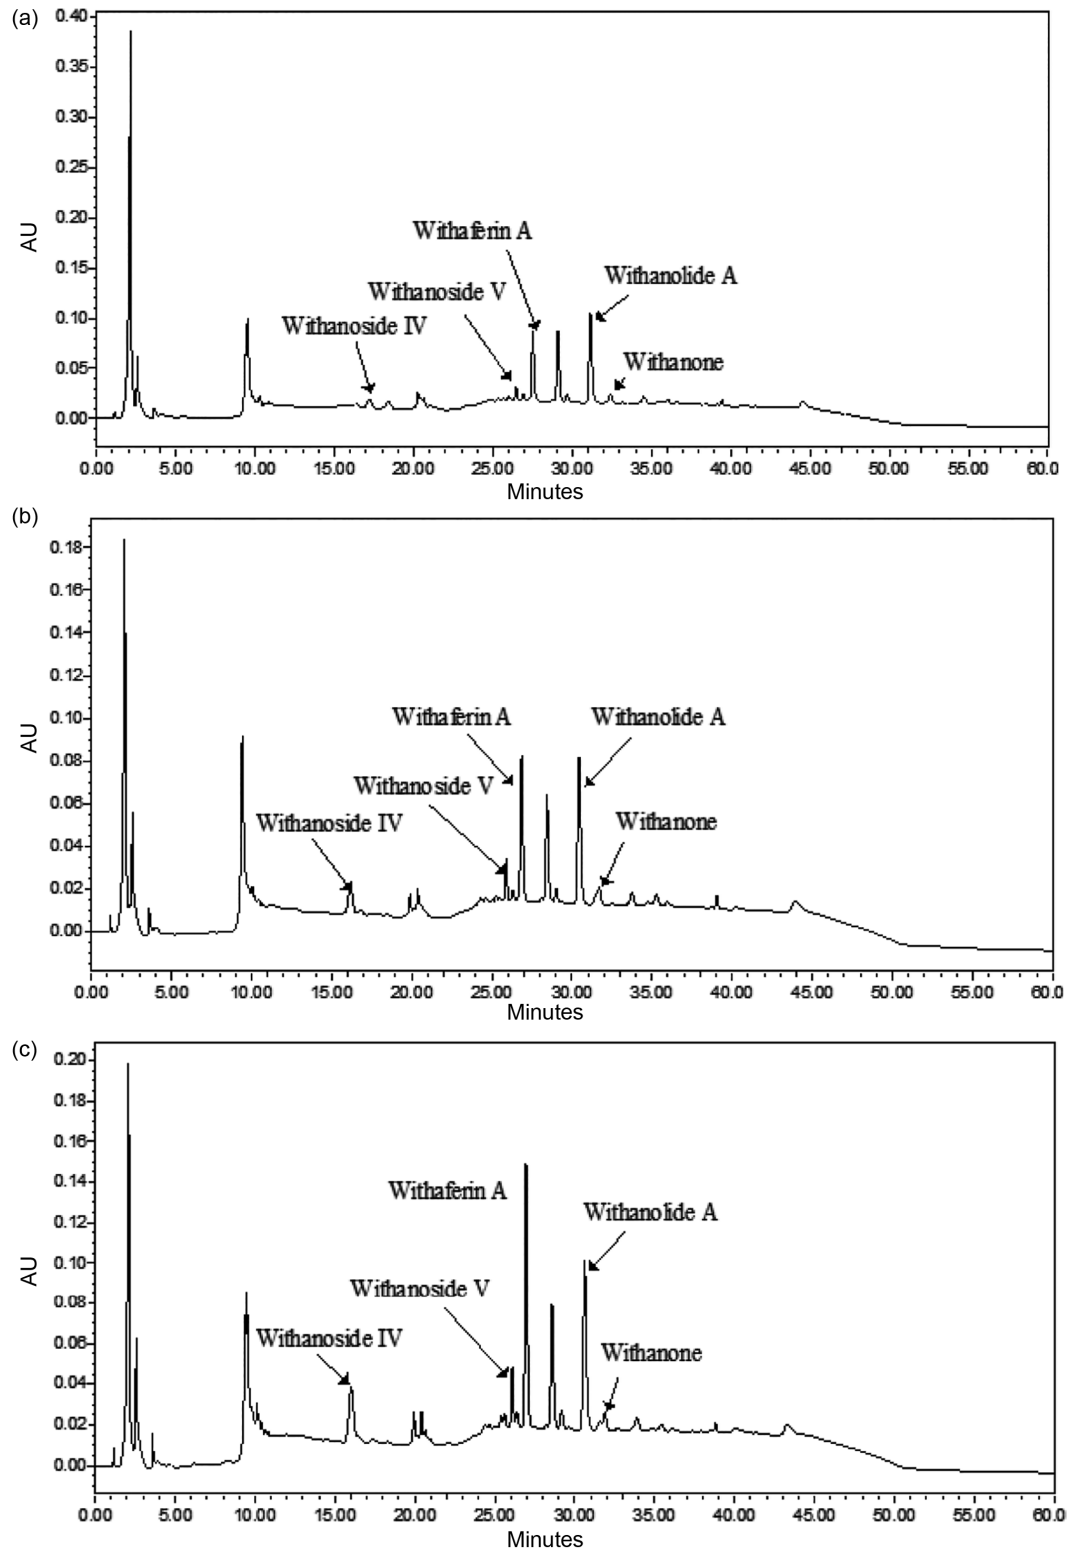 (a)
0.40
0.35
0.30
0.25
0.20
0.15
0.10
0.05
0.00
AU
Withaferin A
Withanolide A
Withanoside V
Withanoside IV
Withanone
0.00 5.00 10.00 15.00 20.00 25.00 30.00 35.00 40.00 45.00 50.00 55.00 60.0
Minutes
(b)
0.18
0.16
0.14
0.12
0.10
0.08
0.06
0.04
0.02
0.00
AU
Withaferin A
Withanolide A
Withanoside V
Withanoside IV
Withanone
0.00 5.00 10.00 15.00 20.00 25.00 30.00 35.00 40.00 45.00 50.00 55.00 60.0
Minutes
(c)
0.20
0.18
0.16
0.14
0.12
0.10
0.08
0.06
0.04
0.02
0.00
AU
Withaferin A
Withanolide A
Withanoside V
Withanoside IV
Withanone
0.00 5.00 10.00 15.00 20.00 25.00 30.00 35.00 40.00 45.00 50.00 55.00 60.0
Minutes